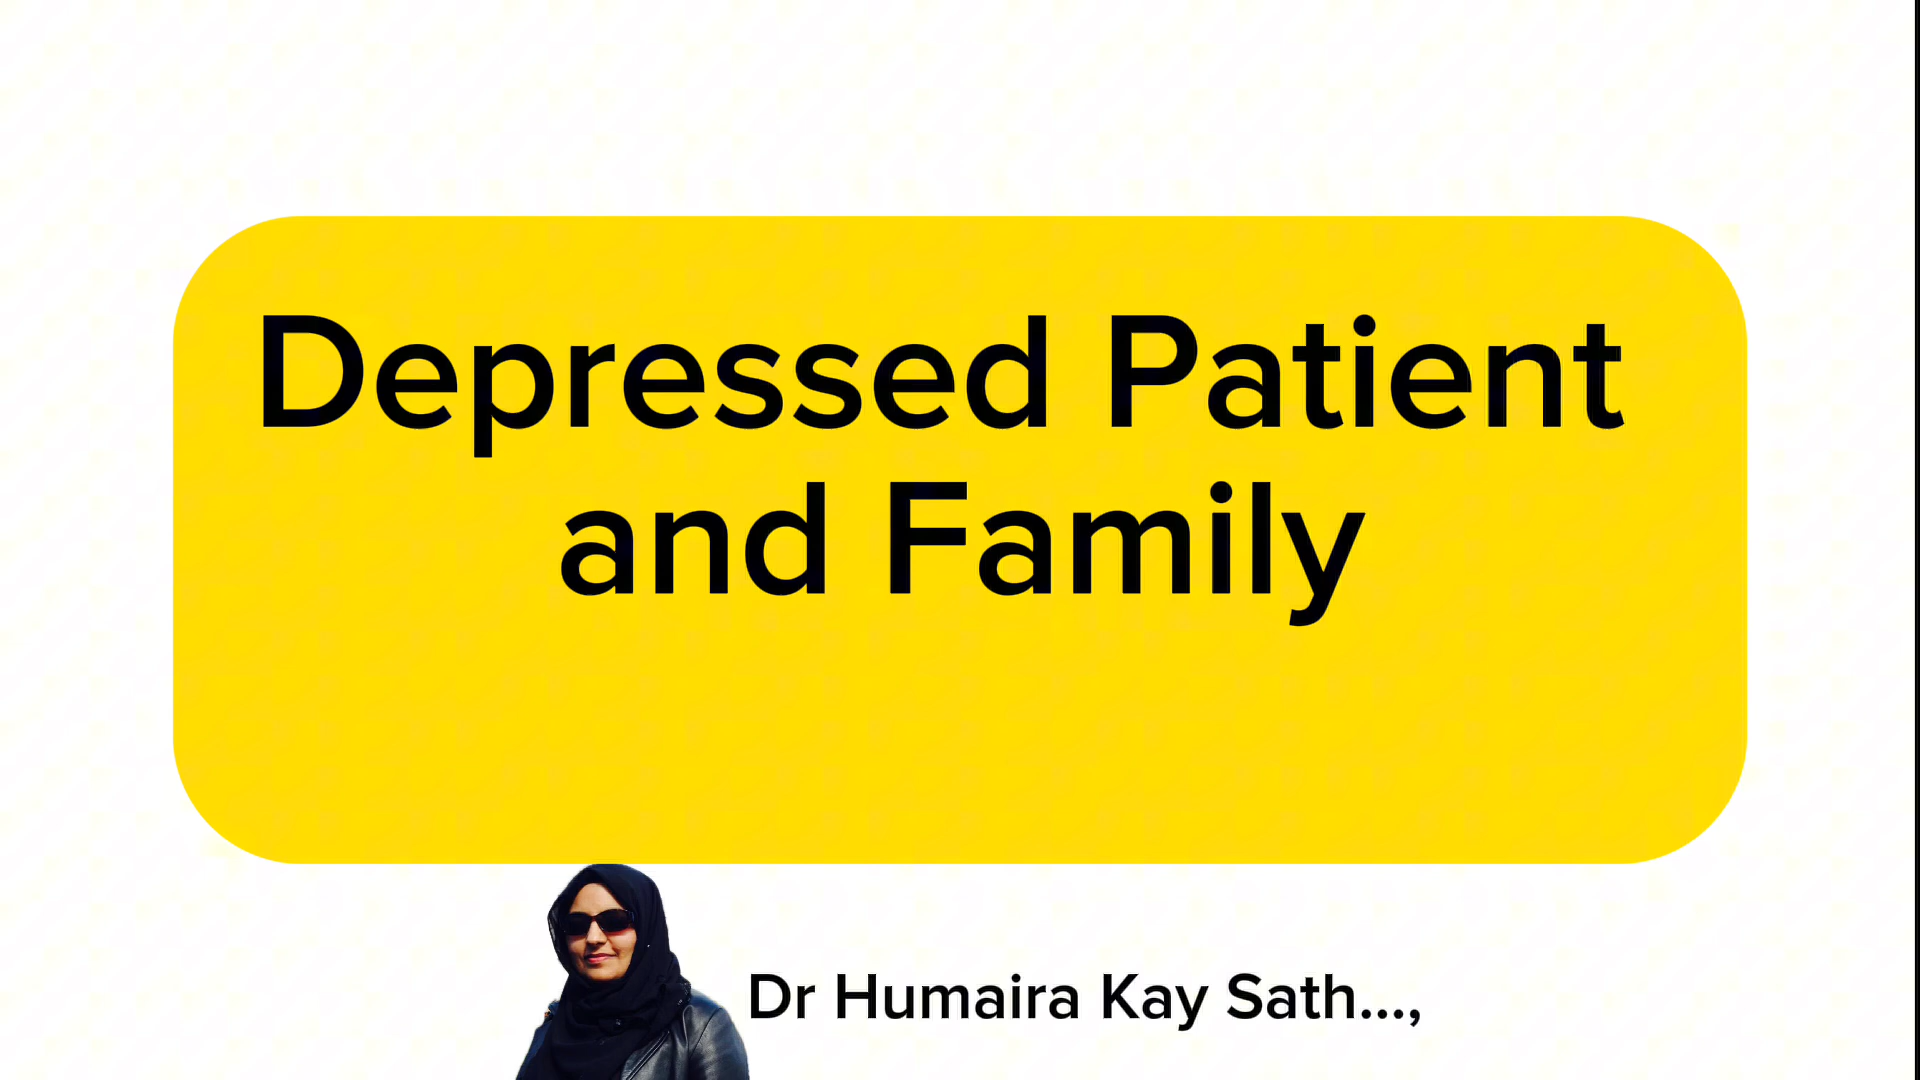 Depressed Patient
and Family
Dr Humaira Kay Sath...,